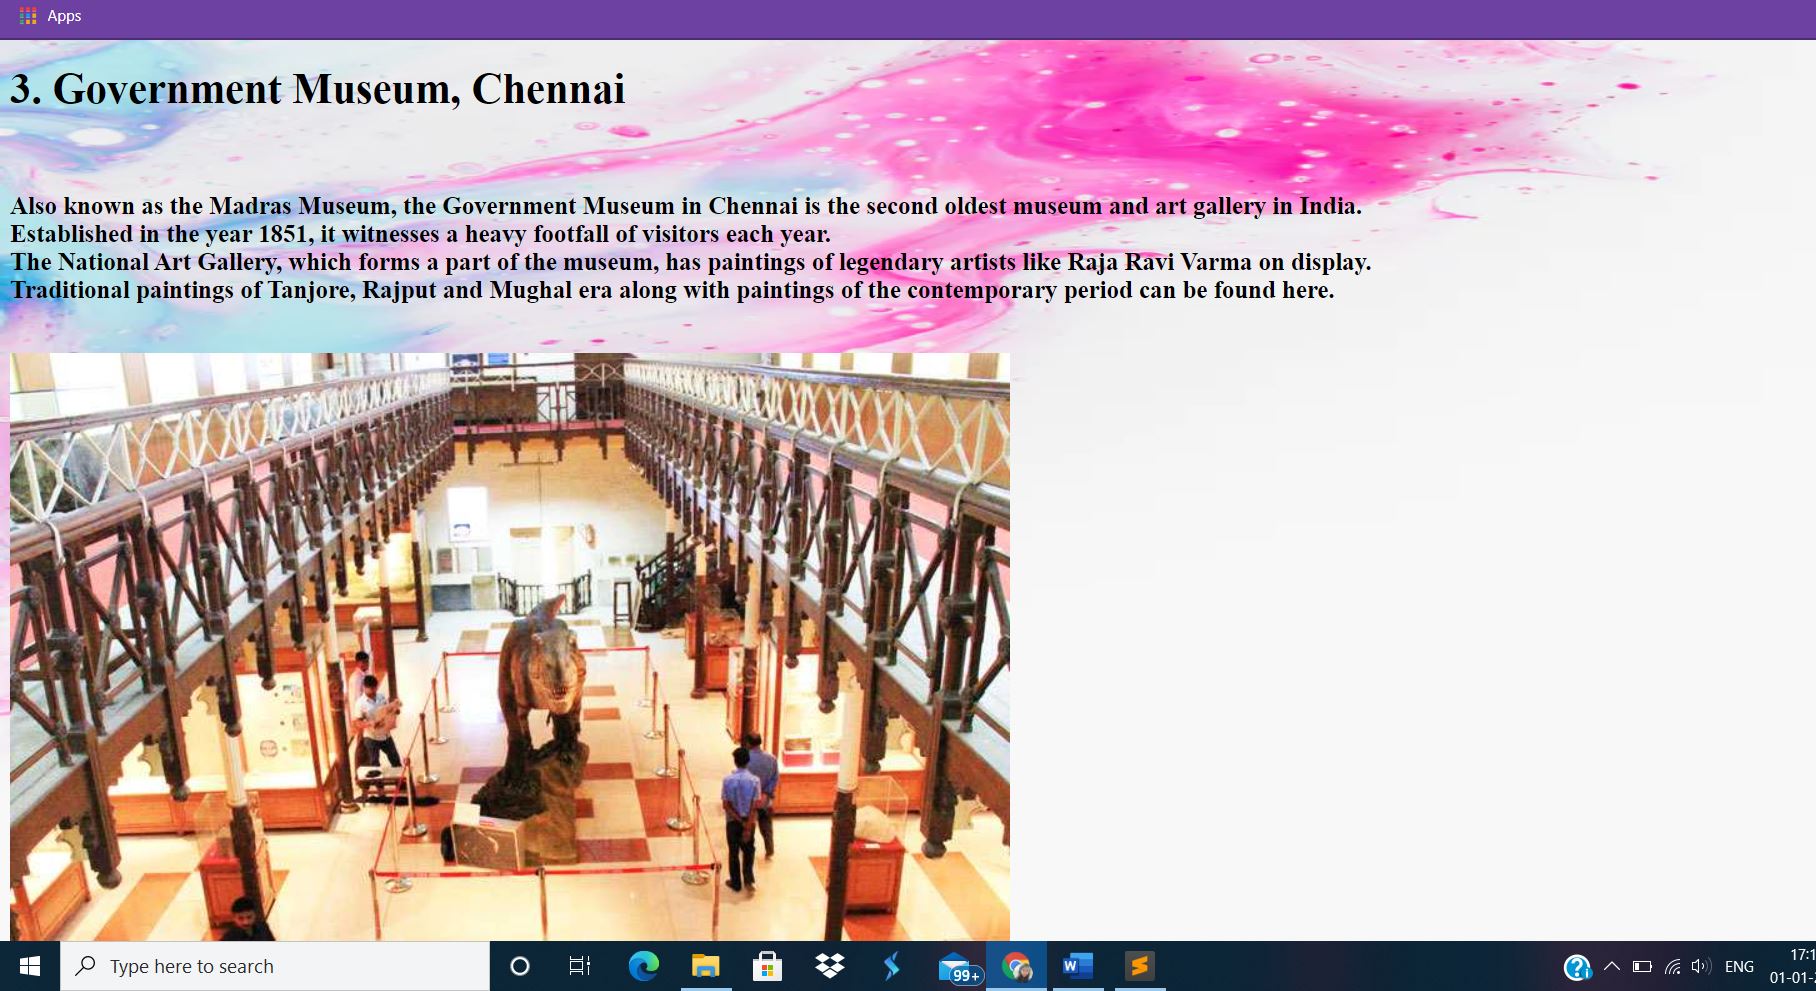 Apps
3. Government Museum, Chennai
Also known as the Madras Museum, the Government Museum in Chennai is the second oldest museum and art gallery in India.
Established in the year 1851, it witnesses a heavy footfall of visitors each year.
The National Art Gallery, which forms a part of the museum, has paintings of legendary artists like Raja Ravi Varma on display.
Traditional paintings of Tanjore, Rajput and Mughal era along with paintings of the contemporary period can be found here.
Type here to search
99+
W
ENG
17:1
01-01-